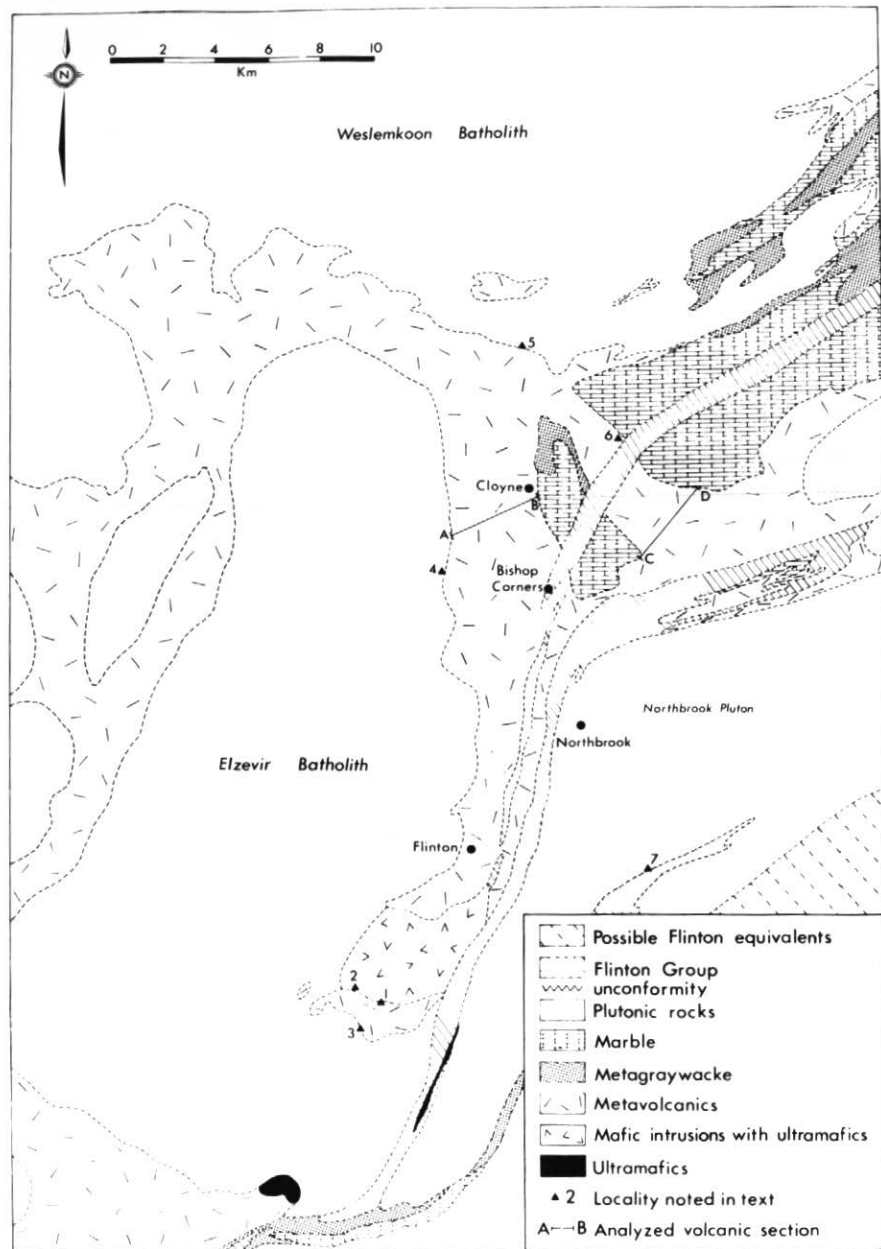 N
0 2 4 6 8 10
Km
Weslemkoon Batholith
5
6
Cloyne
B
D
A
C
4
Bishop
Corners
Northbrook Pluton
Northbrook
Elzevir Batholith
Flinton
7
2
1
3
Possible Flinton equivalents
Flinton Group
unconformity
Plutonic rocks
Marble
Metagraywacke
Metavolcanics
Mafic intrusions with ultramafics
Ultramafics
2 Locality noted in text
A B Analyzed volcanic section